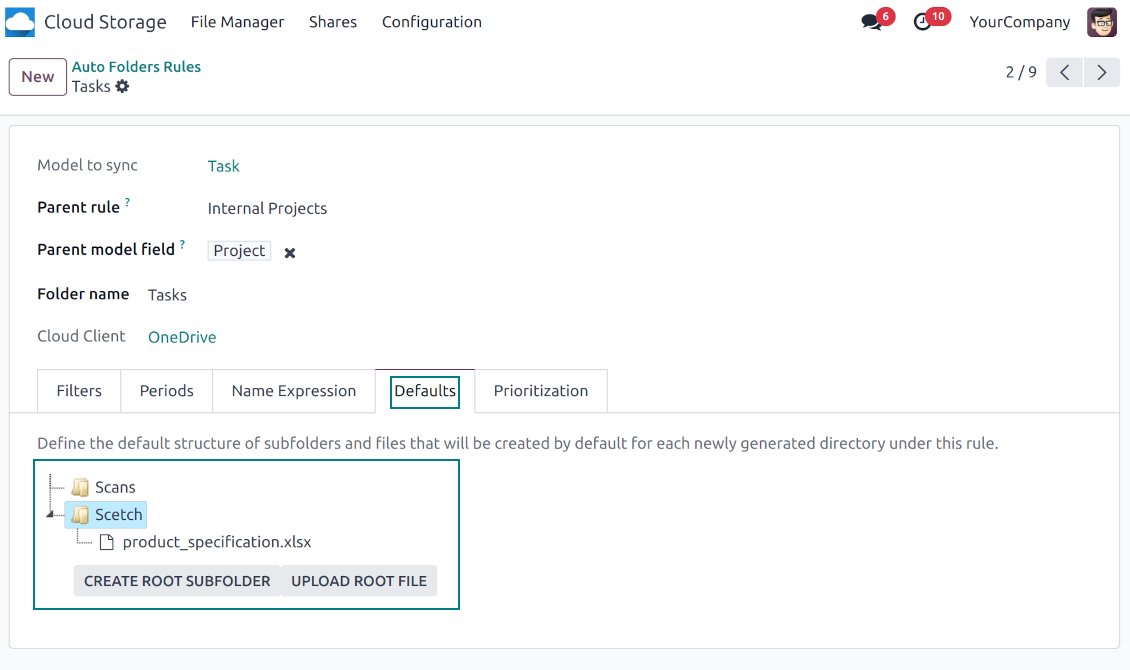 Cloud Storage File Manager Shares Configuration 6 10 YourCompany
New Auto Folders Rules 2 / 9
Tasks
Model to sync Task
Parent rule ? Internal Projects
Parent model field ? Project ✖
Folder name Tasks
Cloud Client OneDrive
Filters Periods Name Expression Defaults Prioritization
Define the default structure of subfolders and files that will be created by default for each newly generated directory under this rule.
Scans
Scetch
product_specification.xlsx
CREATE ROOT SUBFOLDER UPLOAD ROOT FILE